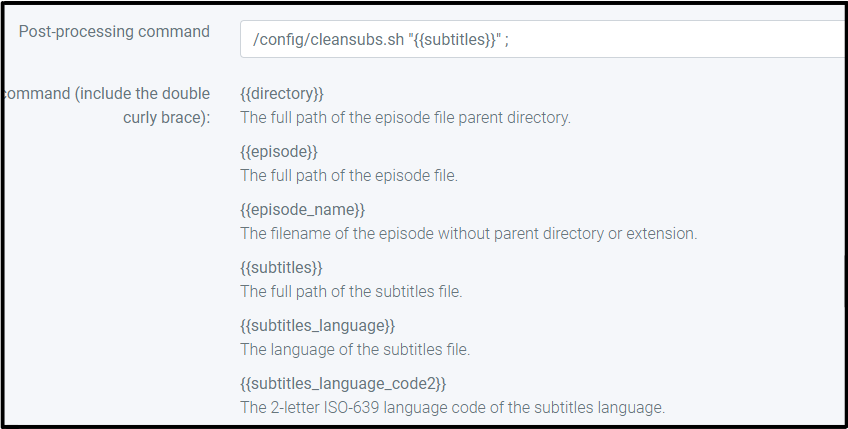 Post-processing command
/config/cleansubs.sh "{{subtitles}}" ;
command (include the double
curly brace):
{{directory}}
The full path of the episode file parent directory.
{{episode}}
The full path of the episode file.
{{episode_name}}
The filename of the episode without parent directory or extension.
{{subtitles}}
The full path of the subtitles file.
{{subtitles_language}}
The language of the subtitles file.
{{subtitles_language_code2}}
The 2-letter ISO-639 language code of the subtitles language.